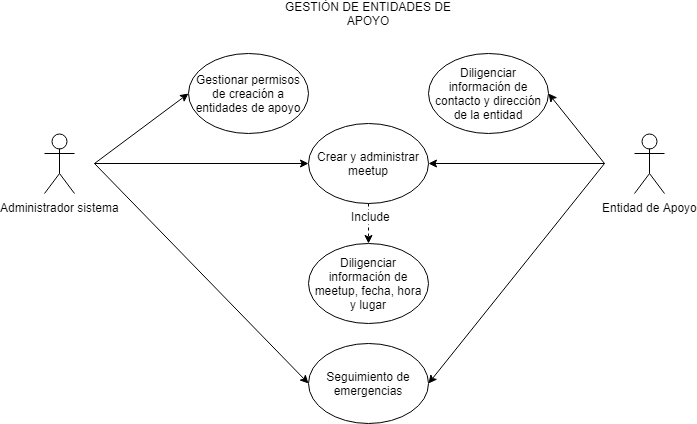 GESTIÓN DE ENTIDADES DE
APOYO
Gestionar permisos
de creación a
entidades de apoyo
Diligenciar
información de
contacto y dirección
de la entidad
Crear y administrar
meetup
Administrador sistema
Entidad de Apoyo
Include
Diligenciar
información de
meetup, fecha, hora
y lugar
Seguimiento de
emergencias